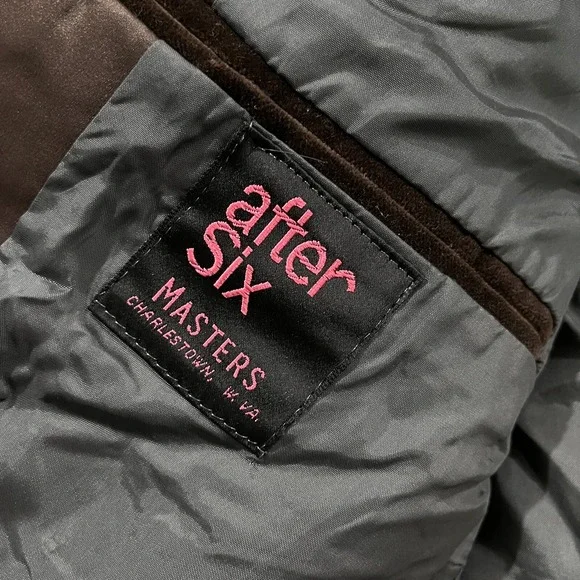 after
six
MASTERS
CHARLESTOWN, W. VA.